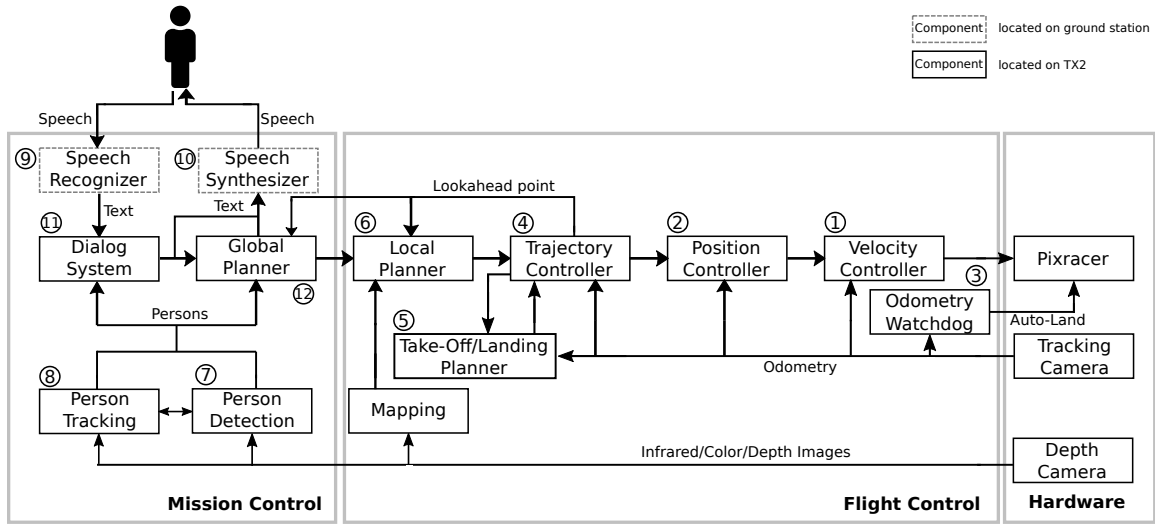 Component
located on ground station
Component
located on TX2
Speech
Speech
⑨
Speech
Recognizer
⑩
Speech
Synthesizer
Text
Text
Lookahead point
⑪
Dialog
System
Global
Planner
⑫
⑥
Local
Planner
④
Trajectory
Controller
②
Position
Controller
①
Velocity
Controller
③
Odometry
Watchdog
Pixracer
Auto-Land
Persons
⑤
Take-Off/Landing
Planner
Odometry
Tracking
Camera
⑧
Person
Tracking
⑦
Person
Detection
Mapping
Infrared/Color/Depth Images
Depth
Camera
Mission Control
Flight Control
Hardware